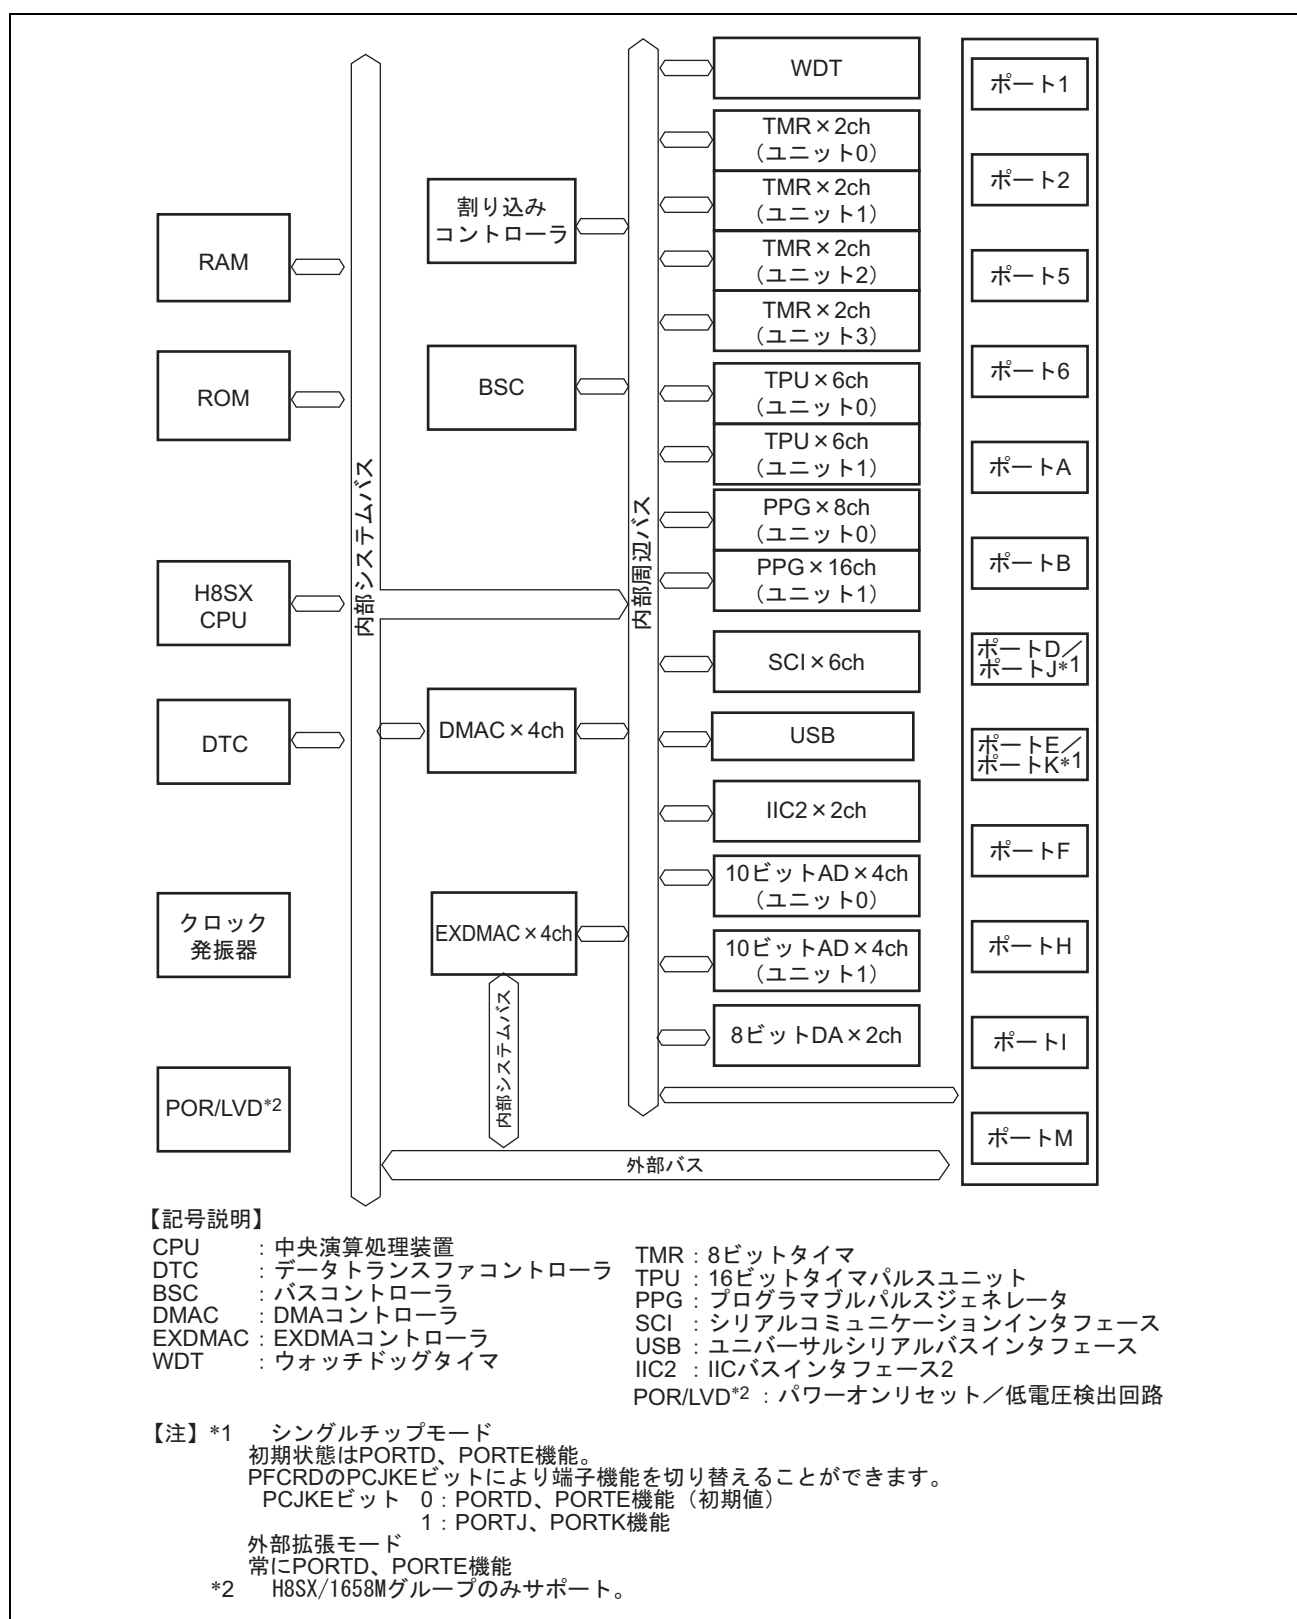 RAM
ROM
H8SX
CPU
DTC
クロック
発振器
POR/LVD*2
内部システムバス
割り込み
コントローラ
BSC
DMAC×4ch
EXDMAC×4ch
内部システムバス
内部周辺バス
WDT
TMR×2ch
（ユニット0）
TMR×2ch
（ユニット1）
TMR×2ch
（ユニット2）
TMR×2ch
（ユニット3）
TPU×6ch
（ユニット0）
TPU×6ch
（ユニット1）
PPG×8ch
（ユニット0）
PPG×16ch
（ユニット1）
SCI×6ch
USB
IIC2×2ch
10ビットAD×4ch
（ユニット0）
10ビットAD×4ch
（ユニット1）
8ビットDA×2ch
外部バス
ポート1
ポート2
ポート5
ポート6
ポートA
ポートB
ポートD／
ポートJ*1
ポートE／
ポートK*1
ポートF
ポートH
ポートI
ポートM
【記号説明】
CPU ：中央演算処理装置
DTC ：データトランスファコントローラ
BSC ：バスコントローラ
DMAC ：DMAコントローラ
EXDMAC：EXDMAコントローラ
WDT ：ウォッチドッグタイマ
TMR：8ビットタイマ
TPU：16ビットタイマパルスユニット
PPG：プログラマブルパルスジェネレータ
SCI ：シリアルコミュニケーションインタフェース
USB：ユニバーサルシリアルバスインタフェース
IIC2 ：IICバスインタフェース2
POR/LVD*2 ：パワーオンリセット／低電圧検出回路
【注】*1 シングルチップモード
初期状態はPORTD、PORTE機能。
PFCRDのPCJKEビットにより端子機能を切り替えることができます。
PCJKEビット 0：PORTD、PORTE機能（初期値）
1：PORTJ、PORTK機能
外部拡張モード
常にPORTD、PORTE機能
*2 H8SX/1658Mグループのみサポート。